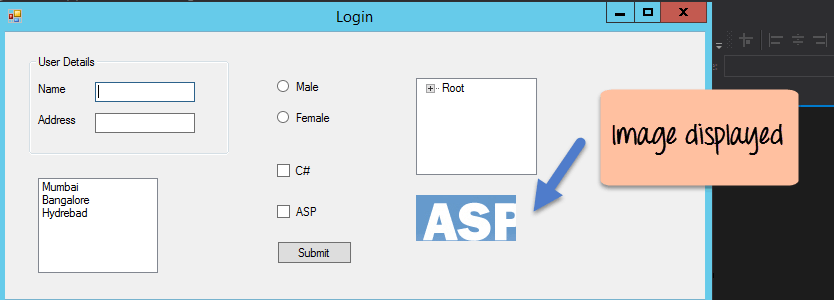 Login
User Details
Name
Address
Mumbai
Bangalore
Hydrebad
Male
Female
C#
ASP
Submit
Root
ASP
Image displayed